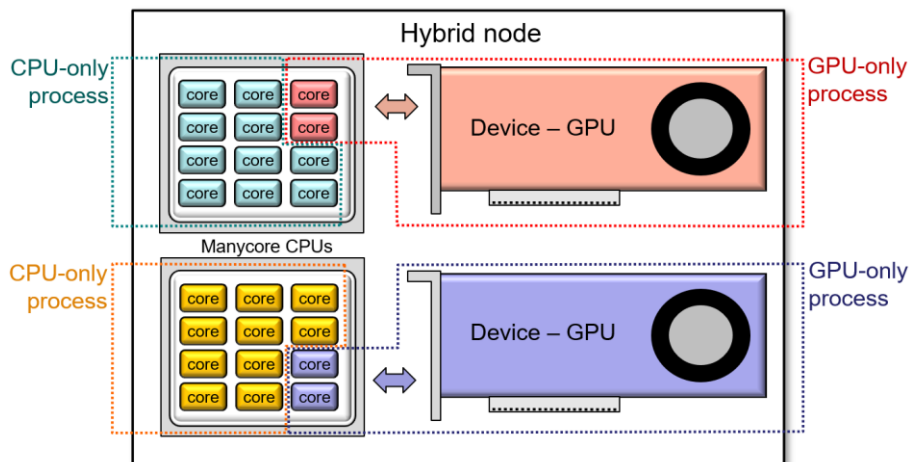 Hybrid node
CPU-only
process
GPU-only
process
core core core
core core core
core core core
core core core
Device – GPU
Manycore CPUs
CPU-only
process
GPU-only
process
core core core
core core core
core core core
core core core
Device – GPU